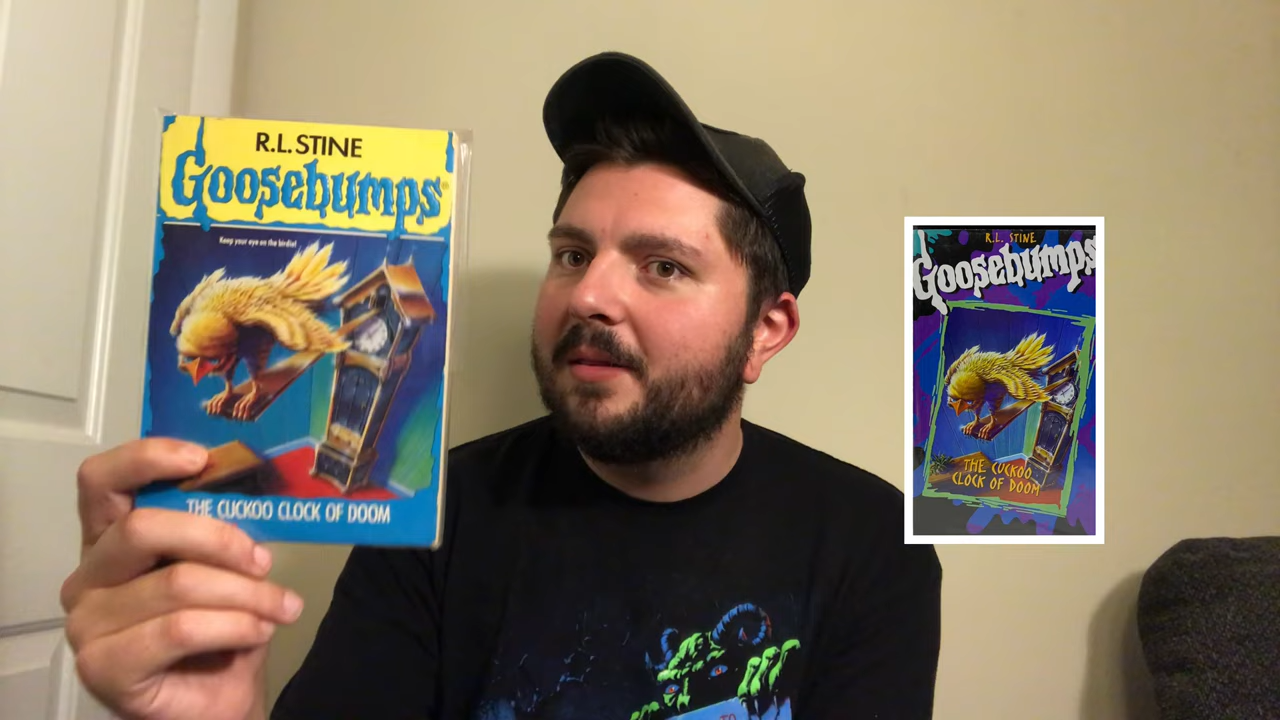 R.L. STINE
Goosebumps®
Keep your eye on the birdie!
THE CUCKOO CLOCK OF DOOM
R.L. STINE
Goosebumps
THE CUCKOO
CLOCK OF DOOM
TO